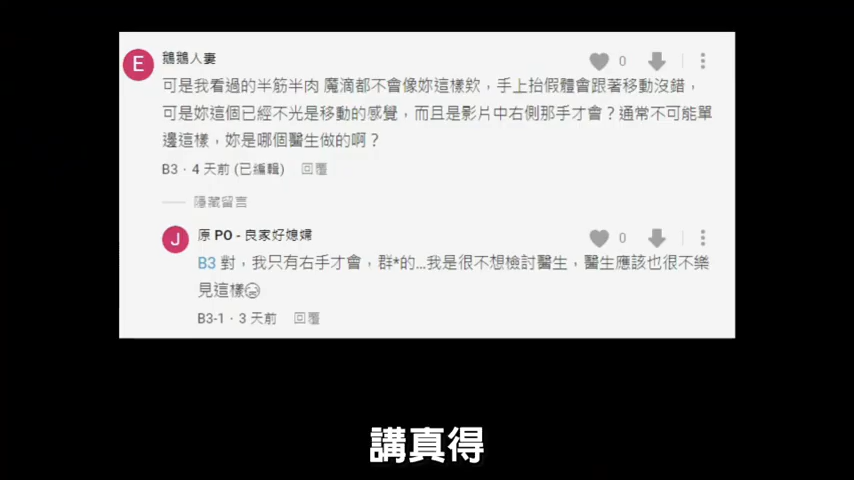 E
鵝鵝人妻
0
可是我看過的半筋半肉 魔滴都不會像妳這樣欸，手上抬假體會跟著移動沒錯，
可是妳這個已經不光是移動的感覺，而且是影片中右側那手才會？通常不可能單
邊這樣，妳是哪個醫生做的啊？
B3 · 4 天前 (已編輯) 回覆
隱藏留言
J
原 PO - 良家好媳婦
0
B3 對，我只有右手才會，群*的...我是很不想檢討醫生，醫生應該也很不樂
見這樣😭
B3-1 · 3 天前 回覆
講真得